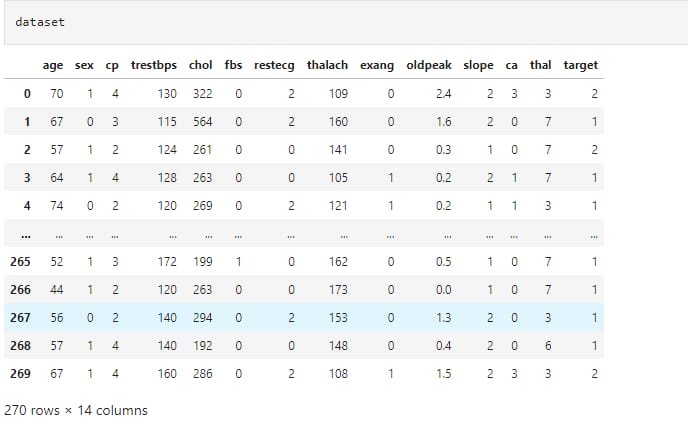 dataset
age sex cp trestbps chol fbs restecg thalach exang oldpeak slope ca thal target
0 70 1 4 130 322 0 2 109 0 2.4 2 3 3 2
1 67 0 3 115 564 0 2 160 0 1.6 2 0 7 1
2 57 1 2 124 261 0 0 141 0 0.3 1 0 7 2
3 64 1 4 128 263 0 0 105 1 0.2 2 1 7 1
4 74 0 2 120 269 0 2 121 1 0.2 1 1 3 1
... ... ... ... ... ... ... ... ... ... ... ... ... ... ...
265 52 1 3 172 199 1 0 162 0 0.5 1 0 7 1
266 44 1 2 120 263 0 0 173 0 0.0 1 0 7 1
267 56 0 2 140 294 0 2 153 0 1.3 2 0 3 1
268 57 1 4 140 192 0 0 148 0 0.4 2 0 6 1
269 67 1 4 160 286 0 2 108 1 1.5 2 3 3 2
270 rows × 14 columns